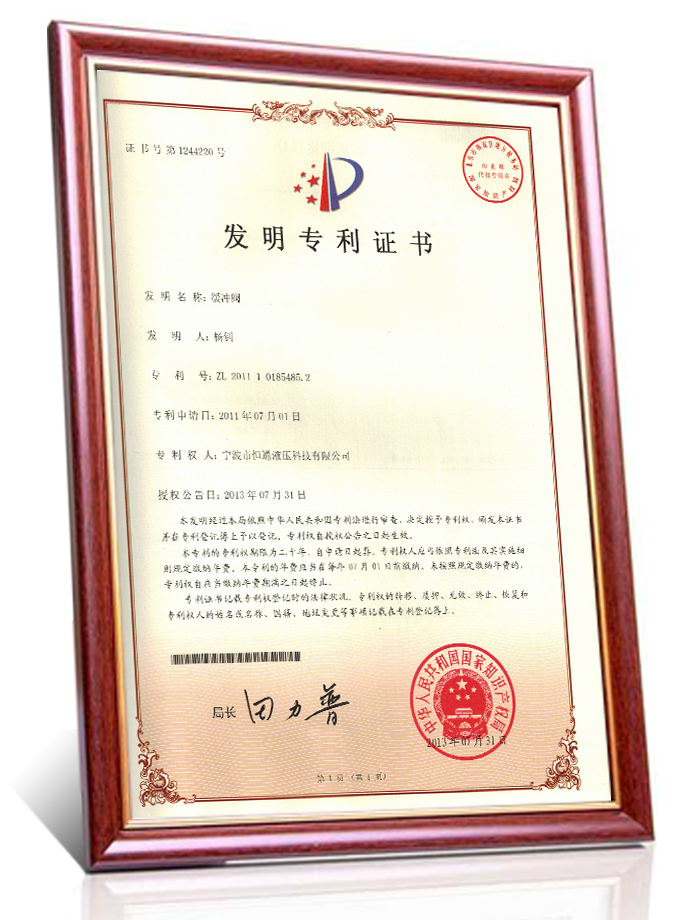 证书号第1244220号
发明专利证书
发 明 名 称:缓冲阀
发 明 人:杨钊
专 利 号:ZL 2011 1 0185485.2
专利申请日:2011年07月01日
专 利 权 人:宁波市恒通液压科技有限公司
授权公告日:2013年07月31日
本发明经过本局依照中华人民共和国专利法进行审查，决定授予专利权，颁发本证书
并在专利登记簿上予以登记。专利权自授权公告之日起生效。
本专利的专利权期限为二十年，自申请日起算。专利权人应当依照专利法及其实施细
则规定缴纳年费。本专利的年费应当在每年07月01日前缴纳。未按照规定缴纳年费的，
专利权自应当缴纳年费期满之日起终止。
专利证书记载专利权登记时的法律状况。专利权的转移、质押、无效、终止、恢复和
专利权人的姓名或名称、国籍、地址变更等事项记载在专利登记簿上。
局长 田力普
中华人民共和国国家知识产权局
2013年07月31日
第1页（共1页）